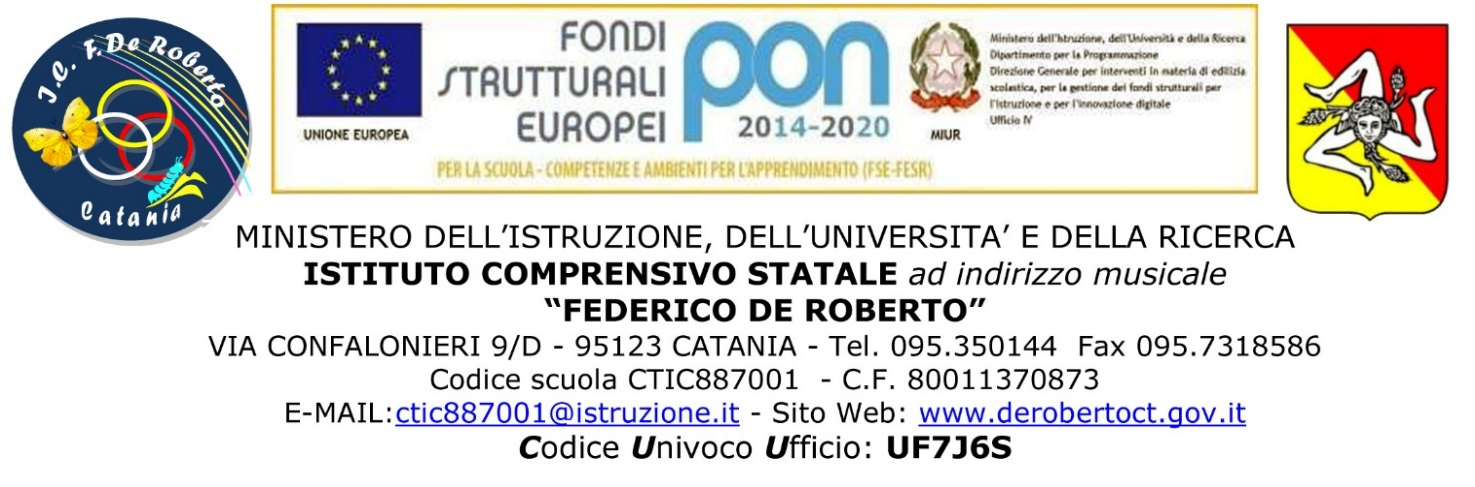 I.C. F. De Roberto
Catania
UNIONE EUROPEA
FONDI
STRUTTURALI
EUROPEI
pon
2014-2020
MIUR
Ministero dell'Istruzione, dell'Università e della Ricerca
Dipartimento per la Programmazione
Direzione Generale per interventi in materia di edilizia
scolastica, per la gestione dei fondi strutturali per
l'Istruzione e per l'Innovazione digitale
Ufficio IV
PER LA SCUOLA - COMPETENZE E AMBIENTI PER L'APPRENDIMENTO (FSE-FESR)
MINISTERO DELL'ISTRUZIONE, DELL'UNIVERSITA' E DELLA RICERCA
ISTITUTO COMPRENSIVO STATALE ad indirizzo musicale
"FEDERICO DE ROBERTO"
VIA CONFALONIERI 9/D - 95123 CATANIA - Tel. 095.350144 Fax 095.7318586
Codice scuola CTIC887001 - C.F. 80011370873
E-MAIL:ctic887001@istruzione.it - Sito Web: www.derobertoct.gov.it
Codice Univoco Ufficio: UF7J6S